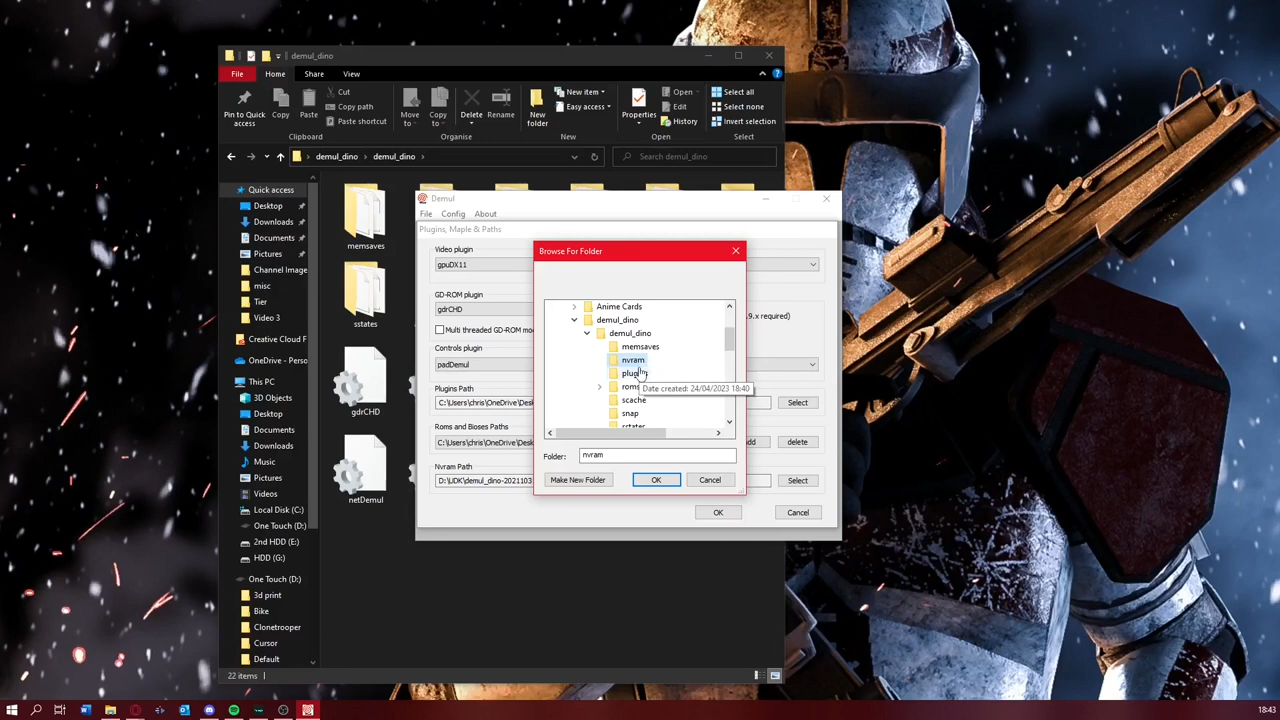 demul_dino
File
Home
Share
View
Pin to Quick access
Copy
Paste
Cut
Copy path
Paste shortcut
Clipboard
Move to
Copy to
Delete
Rename
Organise
New folder
New item
Easy access
New
Properties
Open
Edit
History
Open
Select all
Select none
Invert selection
Select
demul_dino > demul_dino >
Search demul_dino
Quick access
Desktop
Downloads
Documents
Pictures
Channel Image
misc
Tier
Video 3
Creative Cloud F
OneDrive - Perso
This PC
3D Objects
Desktop
Documents
Downloads
Music
Pictures
Videos
Local Disk (C:)
One Touch (D:)
2nd HDD (E:)
HDD (G:)
One Touch (D:)
3d print
Bike
Clonetrooper
Cursor
Default
22 items
memsaves
sstates
gdrCHD
netDemul
Demul
File Config About
Plugins, Maple & Paths
Video plugin
gpuDX11
GD-ROM plugin
gdrCHD
Multi threaded GD-ROM mo
.9.x required)
Controls plugin
padDemul
Plugins Path
C:\Users\chris\OneDrive\Desk
Select
Roms and Bioses Paths
C:\Users\chris\OneDrive\Desk
add
delete
Nvram Path
D:\JDK\demul_dino-20211103
Select
OK
Cancel
Browse For Folder
Anime Cards
demul_dino
demul_dino
memsaves
nvram
plug
roms
Date created: 24/04/2023 18:40
scache
snap
sstates
Folder:
nvram
Make New Folder
OK
Cancel
18:43